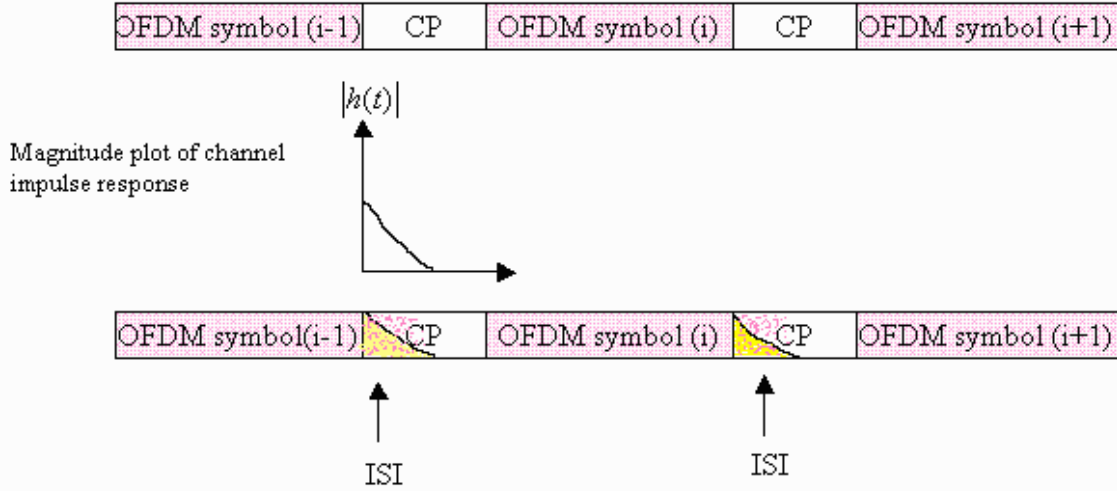 OFDM symbol (i-1) CP OFDM symbol (i) CP OFDM symbol (i+1)
|h(t)|
Magnitude plot of channel
impulse response
OFDM symbol(i-1) CP OFDM symbol (i) CP OFDM symbol (i+1)
ISI ISI